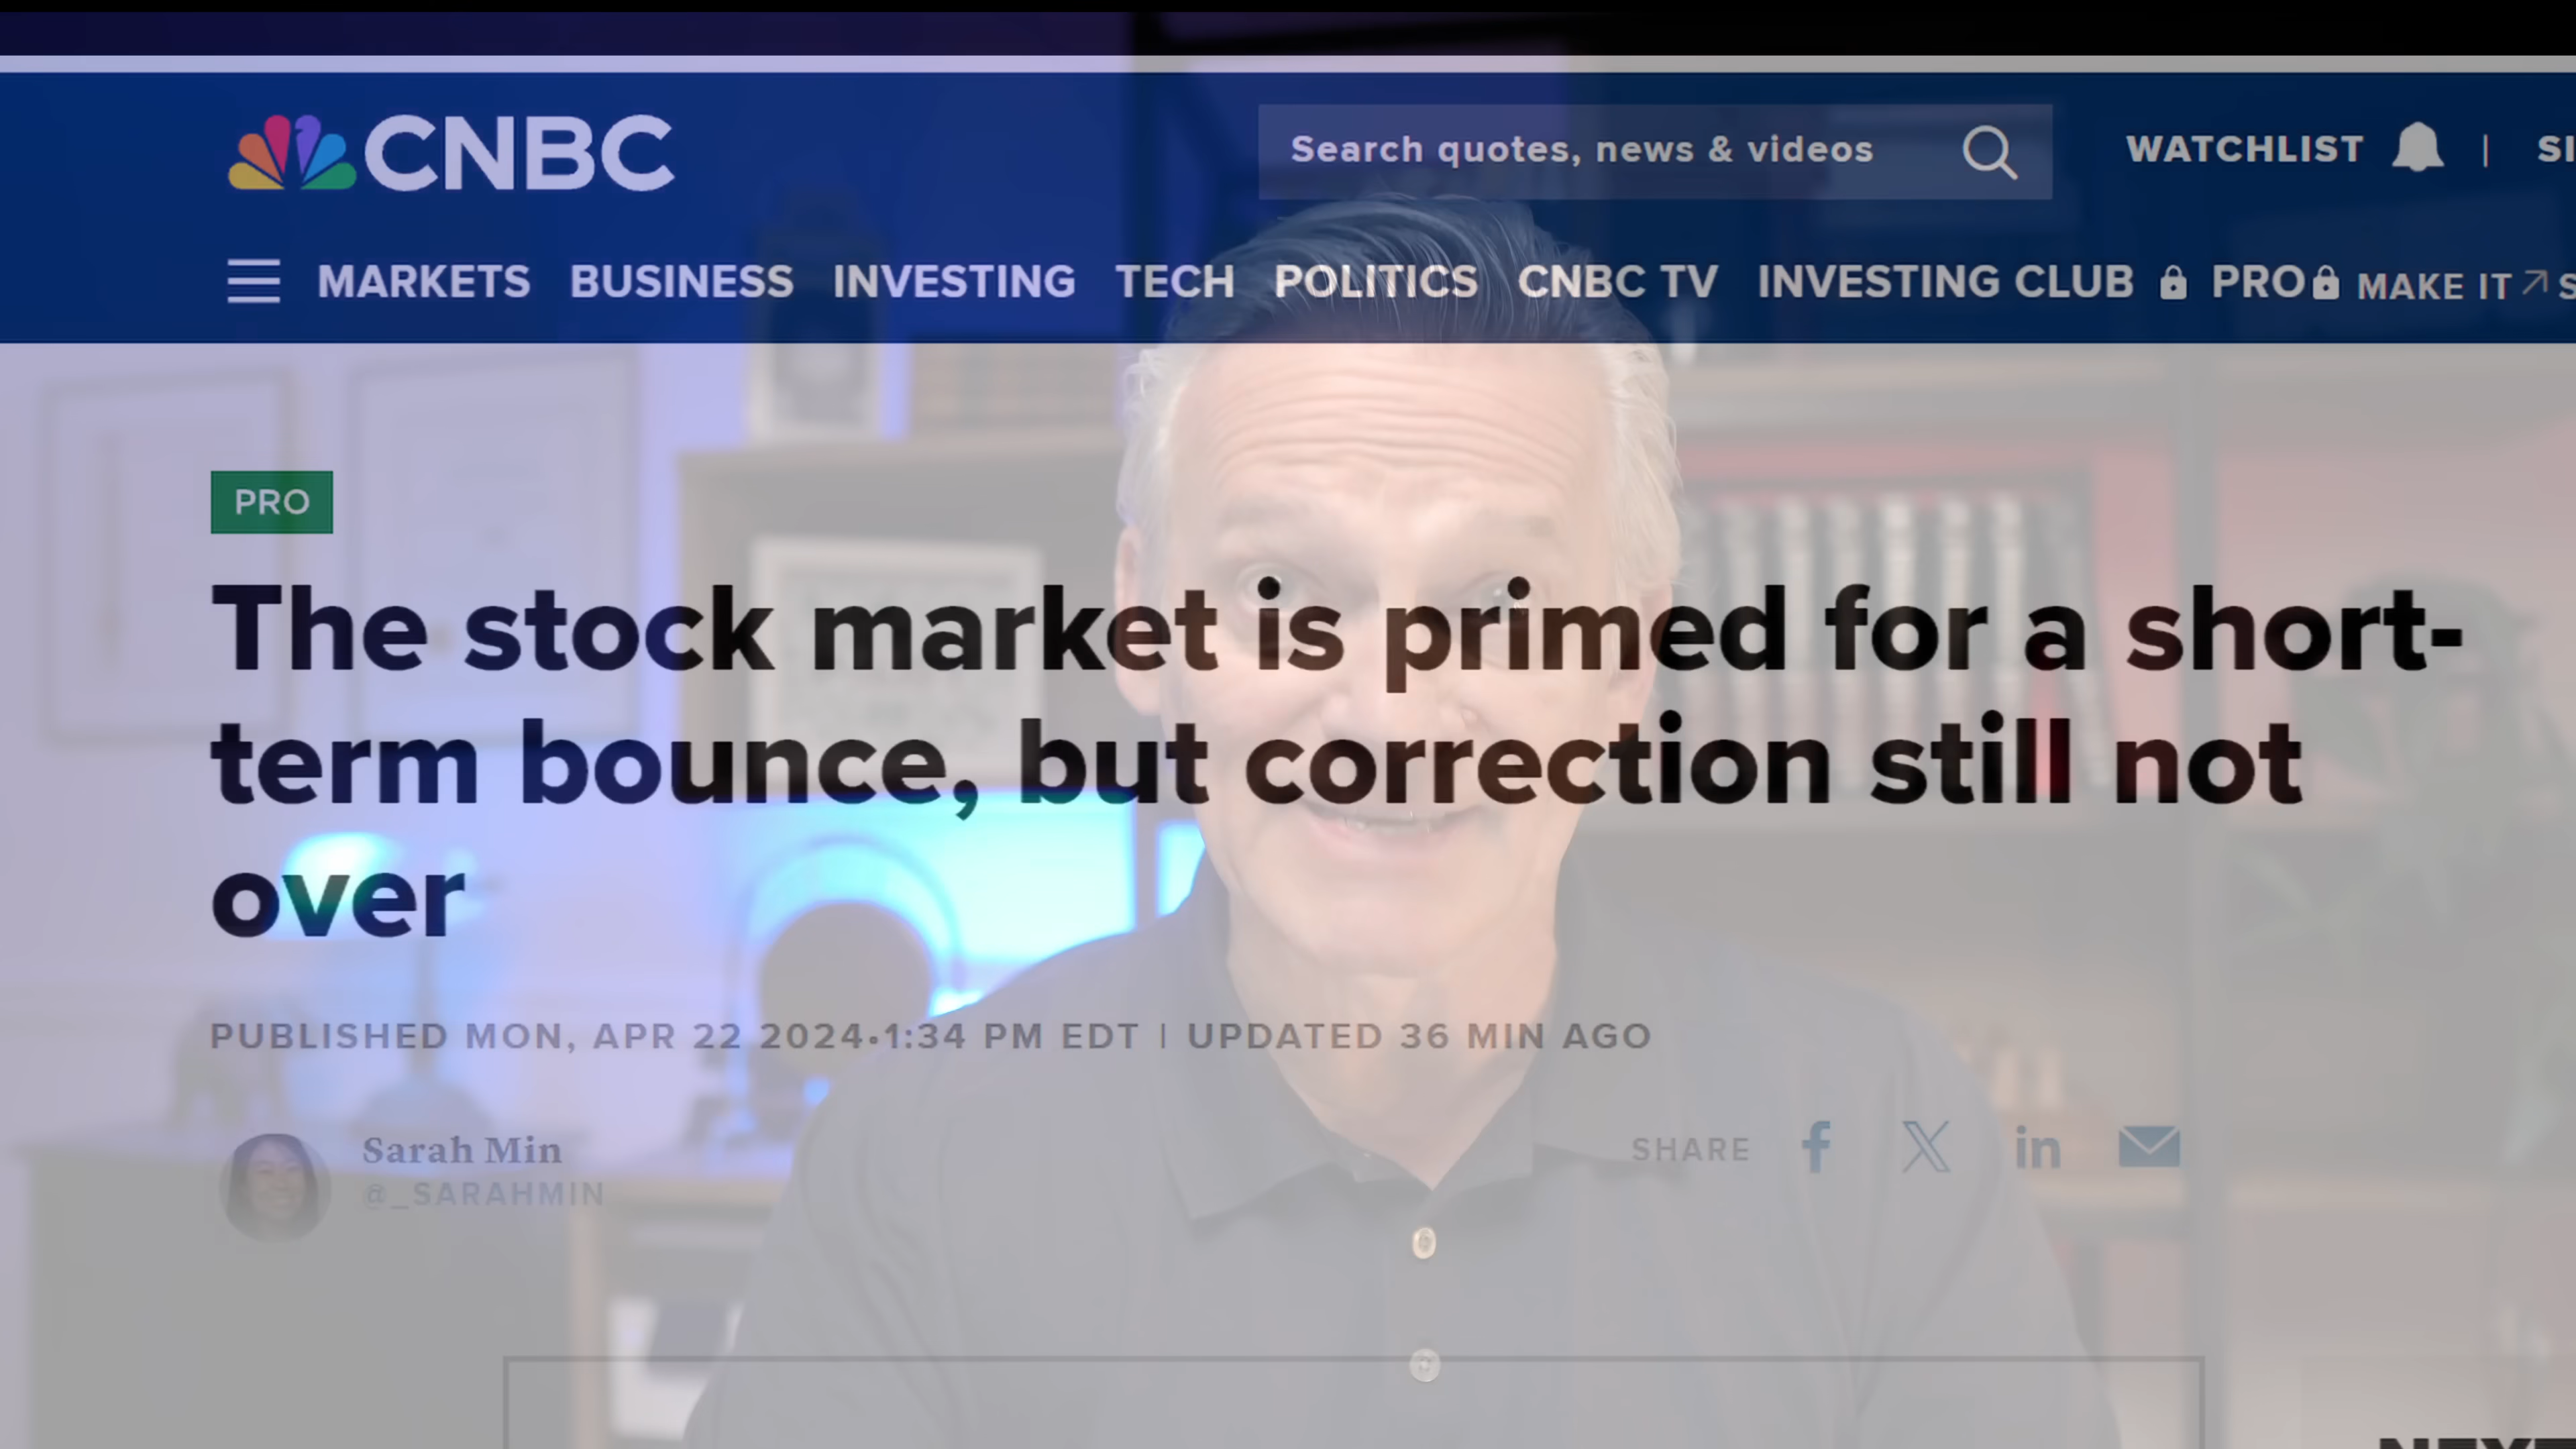 CNBC
Search quotes, news & videos
WATCHLIST |
MARKETS BUSINESS INVESTING TECH POLITICS CNBC TV INVESTING CLUB PRO MAKE IT
PRO
The stock market is primed for a short-
term bounce, but correction still not
over
PUBLISHED MON, APR 22 2024•1:34 PM EDT | UPDATED 36 MIN AGO
Sarah Min
@_SARAHMIN
SHARE f X in